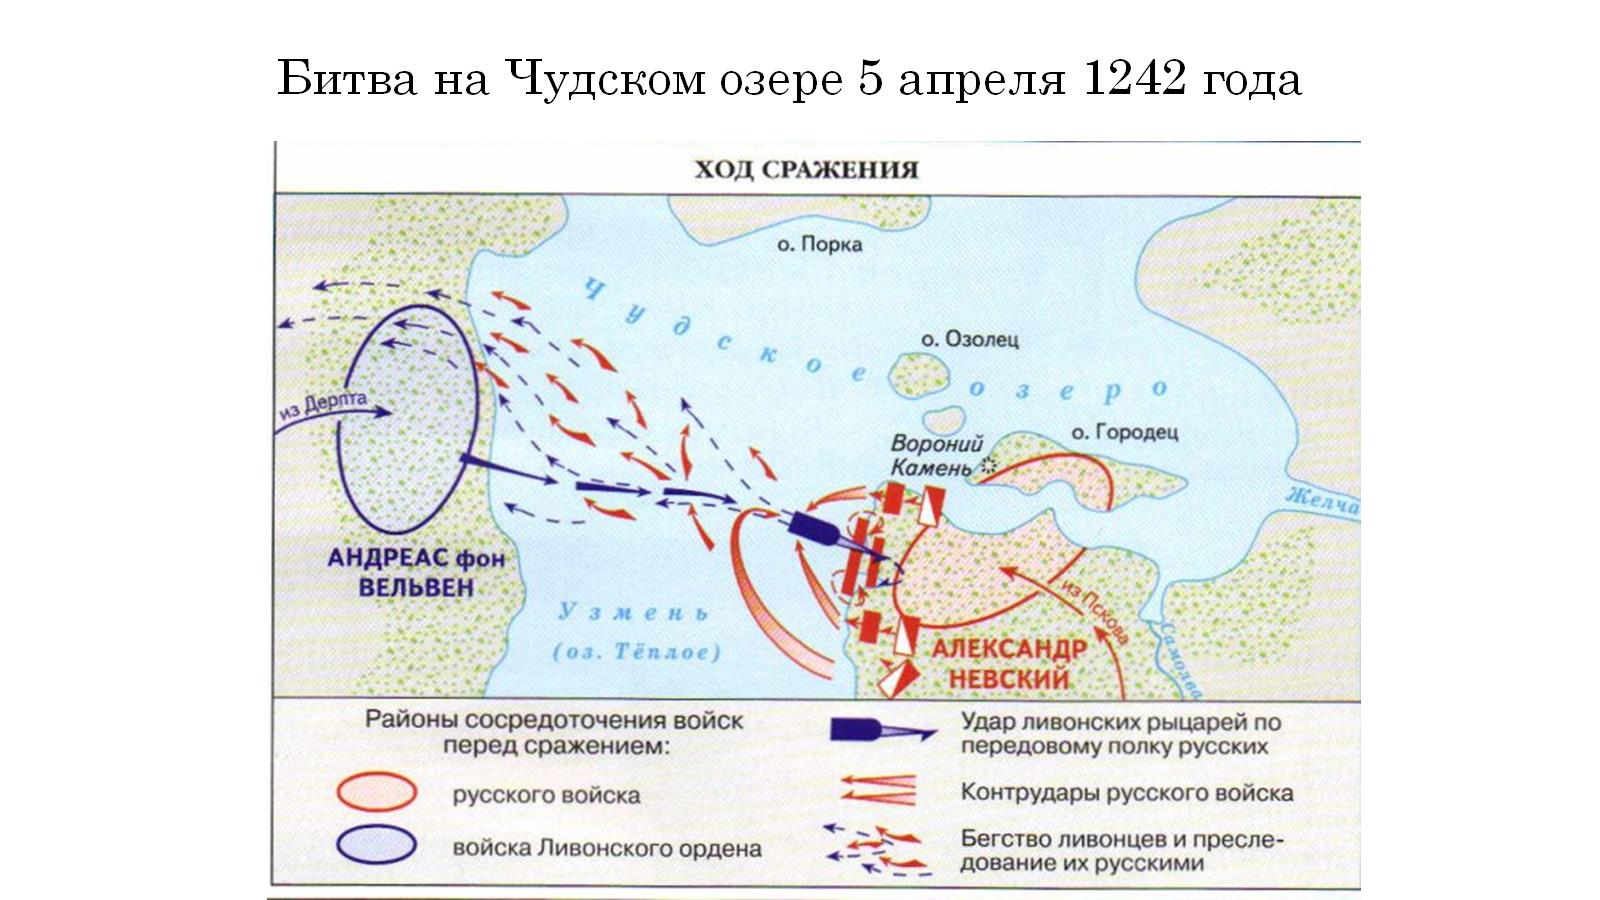 Битва на Чудском озере 5 апреля 1242 года
ХОД СРАЖЕНИЯ
о. Порка
Чудское озеро
о. Озолец
из Дерпта
о. Городец
Вороний
Камень
Желча
АНДРЕАС фон
ВЕЛЬВЕН
Узмень
(оз. Тёплое)
из Пскова
Самолва
АЛЕКСАНДР
НЕВСКИЙ
Районы сосредоточения войск
перед сражением:
русского войска
войска Ливонского ордена
Удар ливонских рыцарей по
передовому полку русских
Контрудары русского войска
Бегство ливонцев и пресле-
дование их русскими